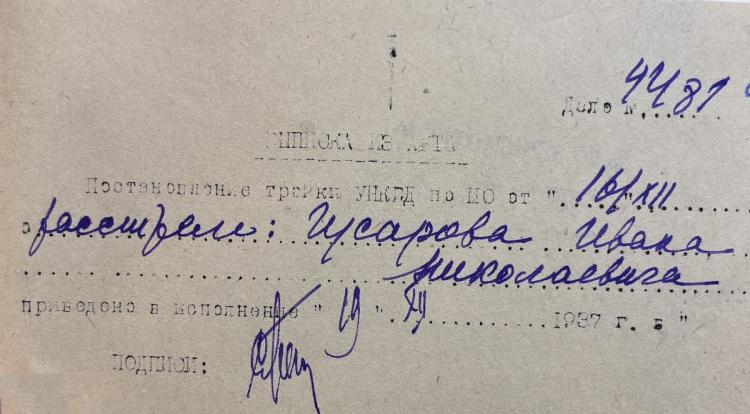 Дело № 4481
ВЫПИСКА ИЗ АКТА
Постановление тройки УНКВД по МО от " 16/XII
о расстреле: Гусарова Ивана
Николаевича
приведено в исполнение " 19 " XII 1937 г. в "
ПОДПИСИ: